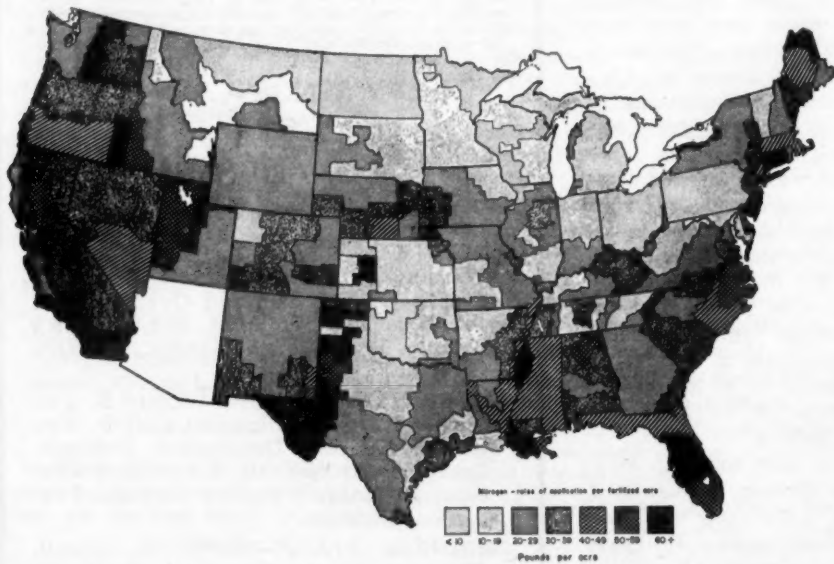 Nitrogen - rates of application per fertilized acre
< 10 10-19 20-29 30-39 40-49 50-59 60 +
Pounds per acre